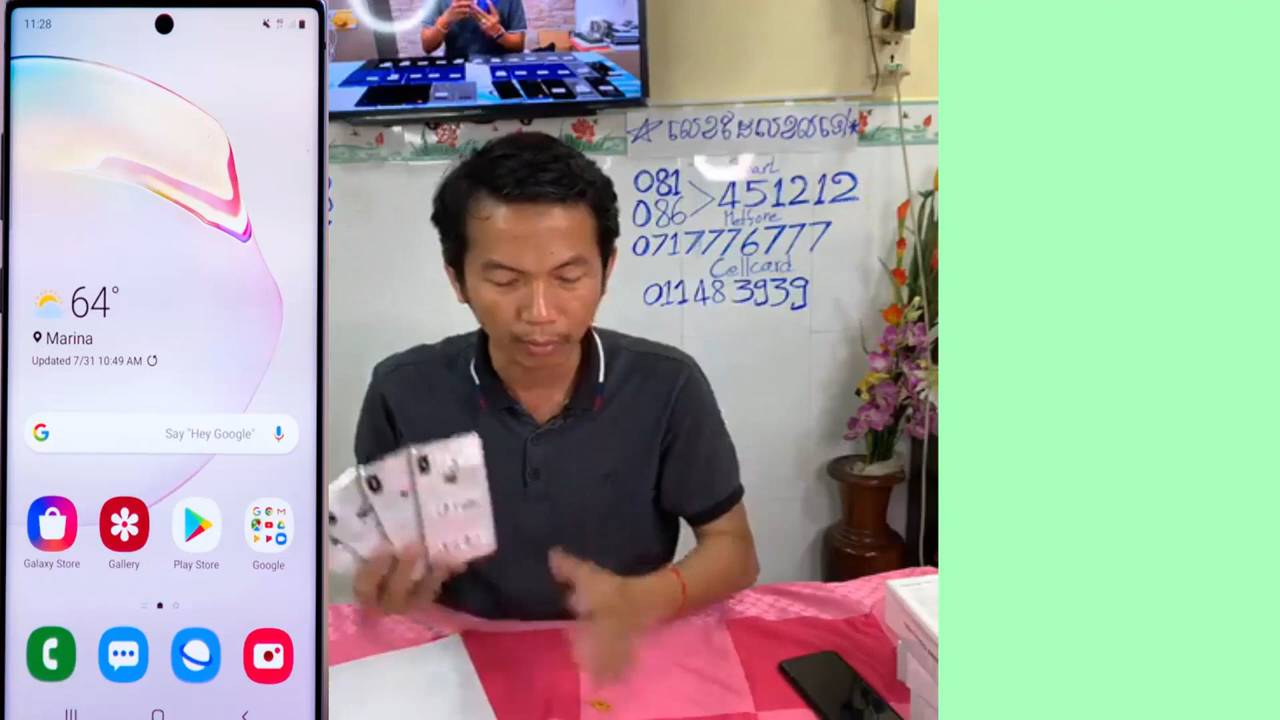 11:28
64°
Marina
Updated 7/31 10:49 AM
Say "Hey Google"
Galaxy Store
Gallery
Play Store
Google
081
086
451212
Metfone
0717776777
Cellcard
011483939